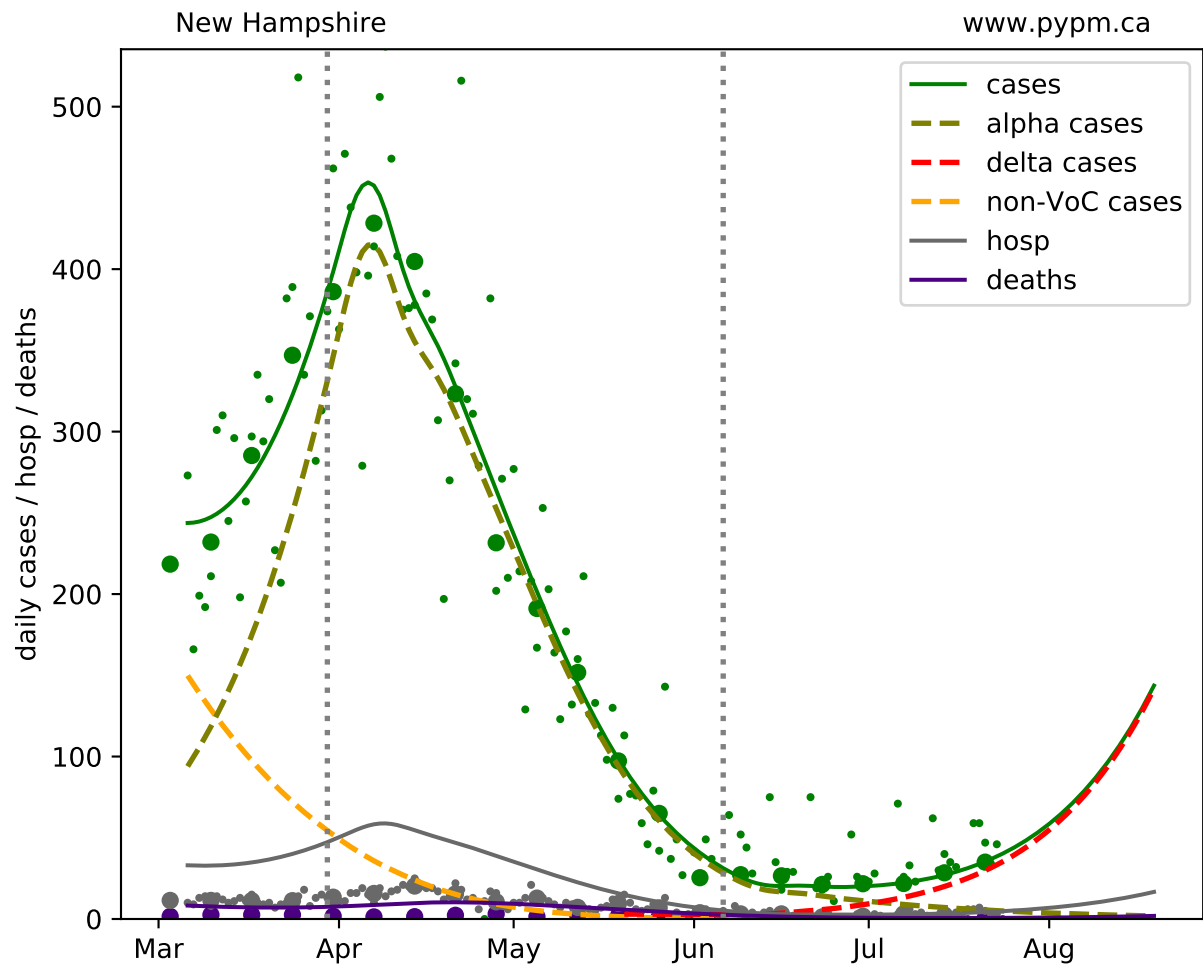 New Hampshire
www.pypm.ca
daily cases / hosp / deaths
500
400
300
200
100
0
cases
alpha cases
delta cases
non-VoC cases
hosp
deaths
Mar
Apr
May
Jun
Jul
Aug